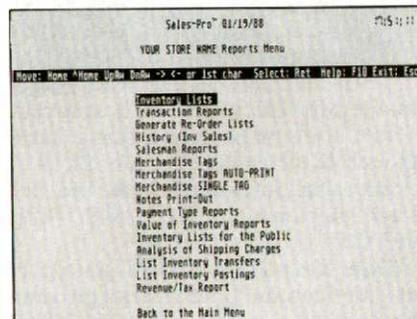 Sales-Pro™ 01/19/88
YOUR STORE NAME Reports Menu
Move: Home ^Home UpAw DnAw -> <- or 1st char Select: Ret Help: F10 Exit: Esc
Inventory Lists
Transaction Reports
Generate Re-Order Lists
History (Inv Sales)
Salesman Reports
Merchandise Tags
Merchandise Tags AUTO-PRINT
Merchandise SINGLE TAG
Notes Print-Out
Payment Type Reports
Value of Inventory Reports
Inventory Lists for the Public
Analysis of Shipping Charges
List Inventory Transfers
List Inventory Postings
Revenue/Tax Report
Back to the Main Menu